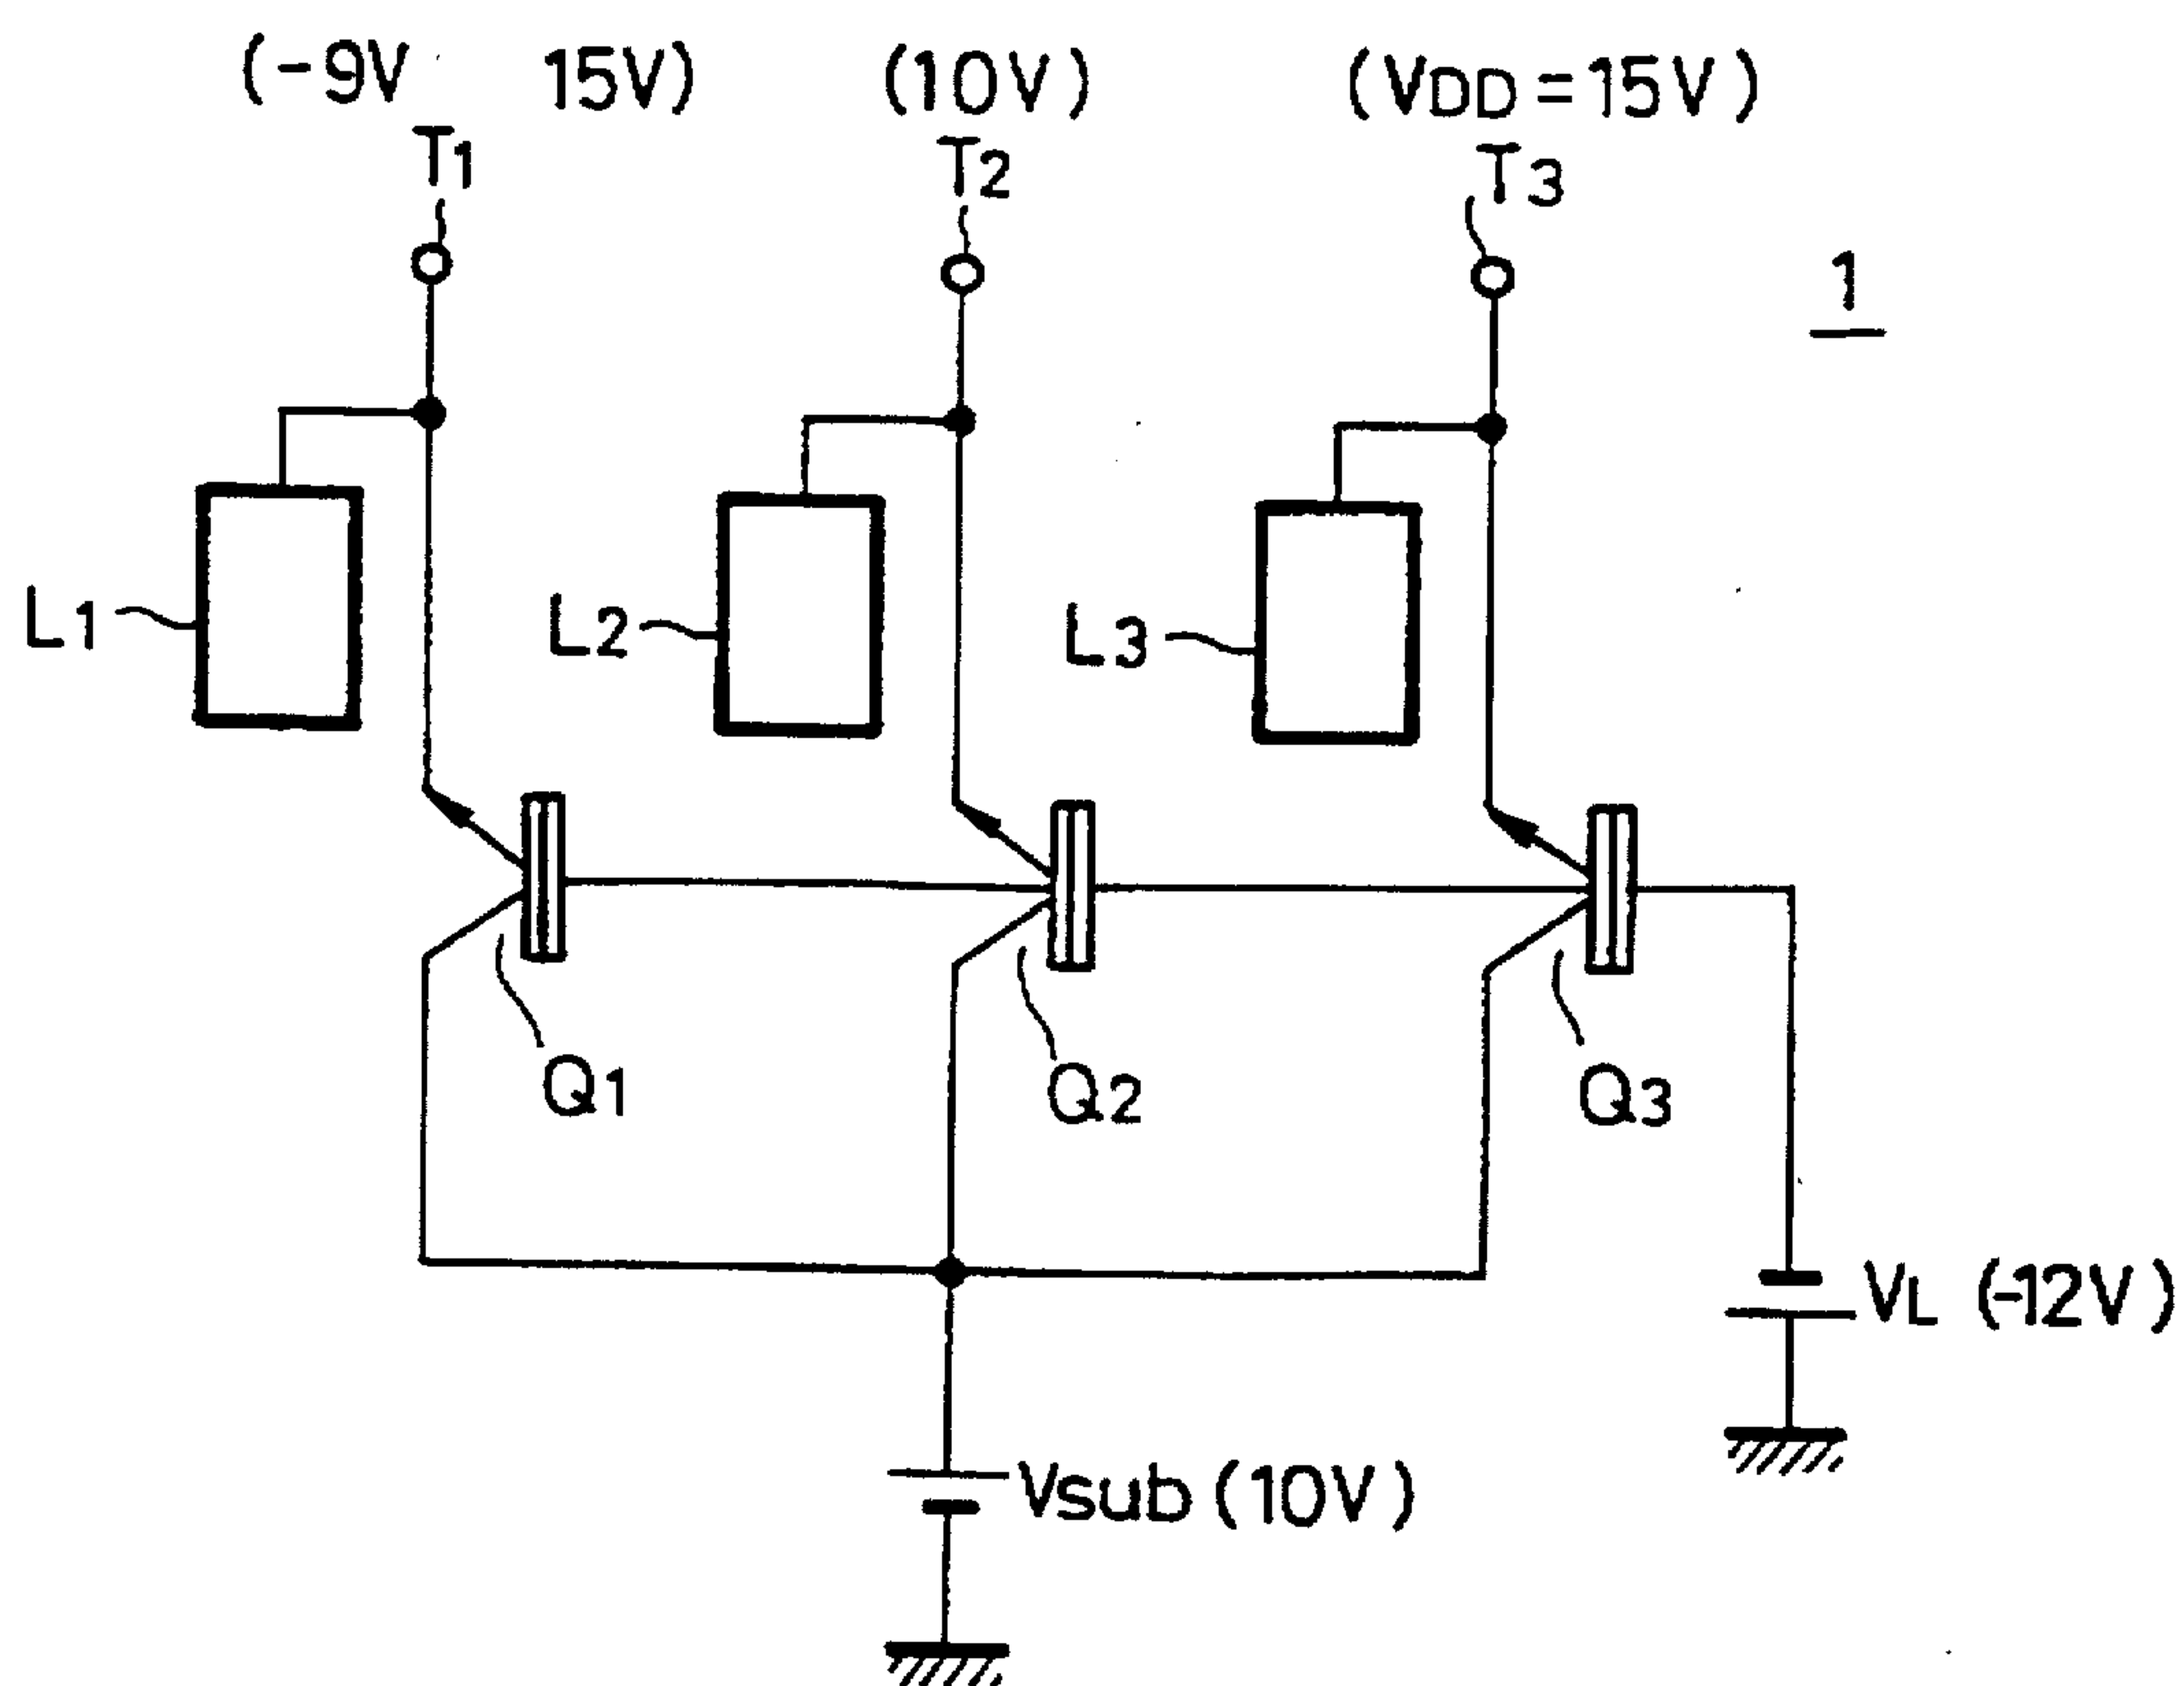 (-9V 15V) (10V) (VDD=15V)
T1 T2 T3
1
L1 L2 L3
Q1 Q2 Q3
VL (-12V)
Vsub (10V)